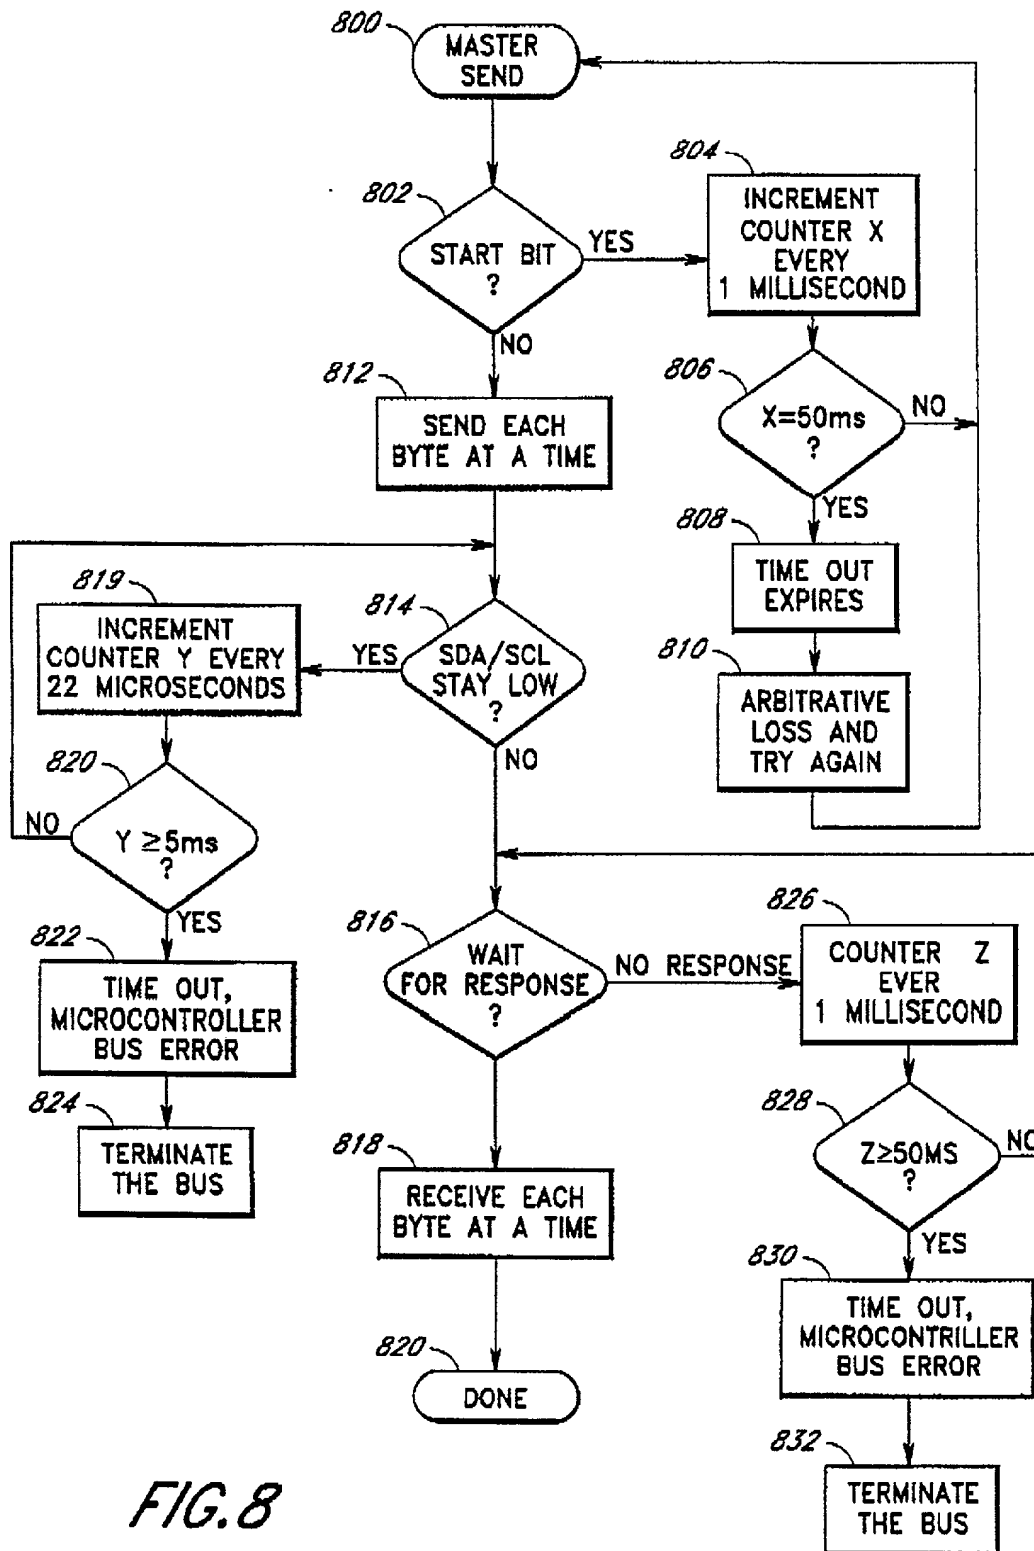 800
MASTER
SEND
802
START BIT
?
YES
NO
804
INCREMENT
COUNTER X
EVERY
1 MILLISECOND
806
X=50ms
?
NO
YES
808
TIME OUT
EXPIRES
810
ARBITRATIVE
LOSS AND
TRY AGAIN
812
SEND EACH
BYTE AT A TIME
814
SDA/SCL
STAY LOW
?
YES
NO
819
INCREMENT
COUNTER Y EVERY
22 MICROSECONDS
820
Y ≥5ms
?
NO
YES
822
TIME OUT,
MICROCONTROLLER
BUS ERROR
824
TERMINATE
THE BUS
816
WAIT
FOR RESPONSE
?
NO RESPONSE
826
COUNTER Z
EVER
1 MILLISECOND
828
Z≥50MS
?
NO
YES
830
TIME OUT,
MICROCONTRILLER
BUS ERROR
832
TERMINATE
THE BUS
818
RECEIVE EACH
BYTE AT A TIME
820
DONE
FIG.8